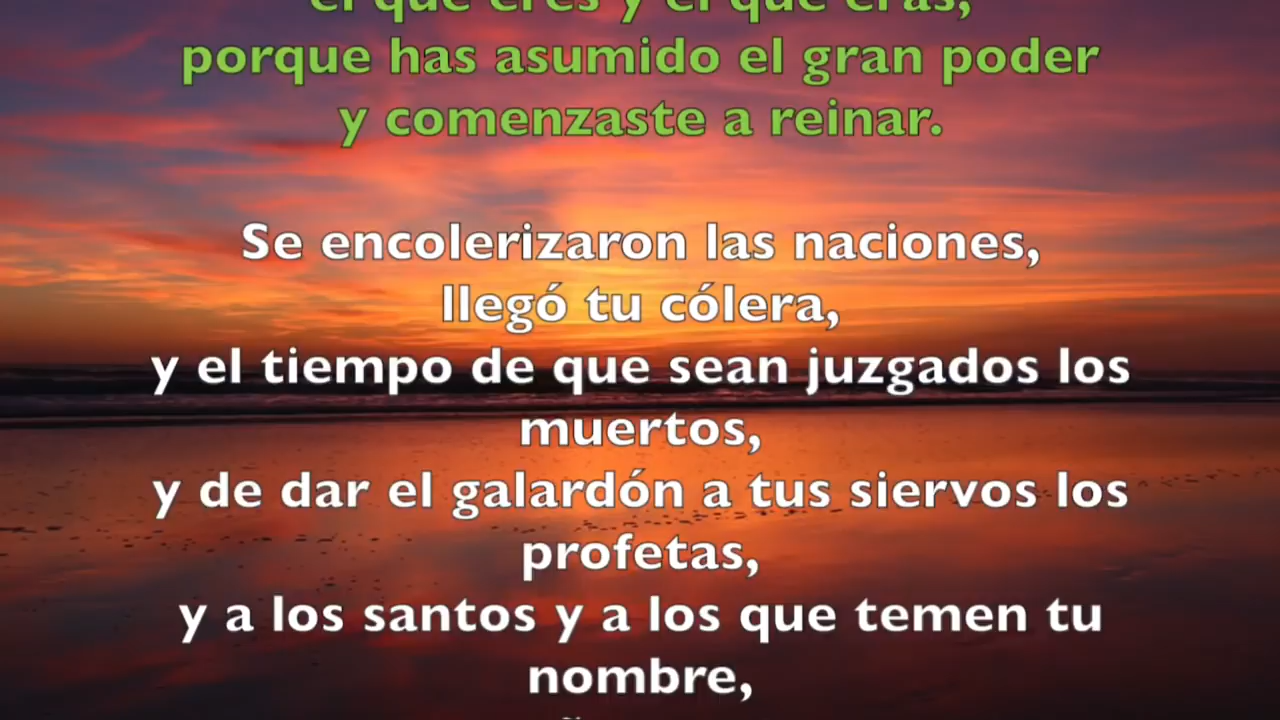 el que eres y el que eras,
porque has asumido el gran poder
y comenzaste a reinar.
Se encolerizaron las naciones,
llegó tu cólera,
y el tiempo de que sean juzgados los
muertos,
y de dar el galardón a tus siervos los
profetas,
y a los santos y a los que temen tu
nombre,